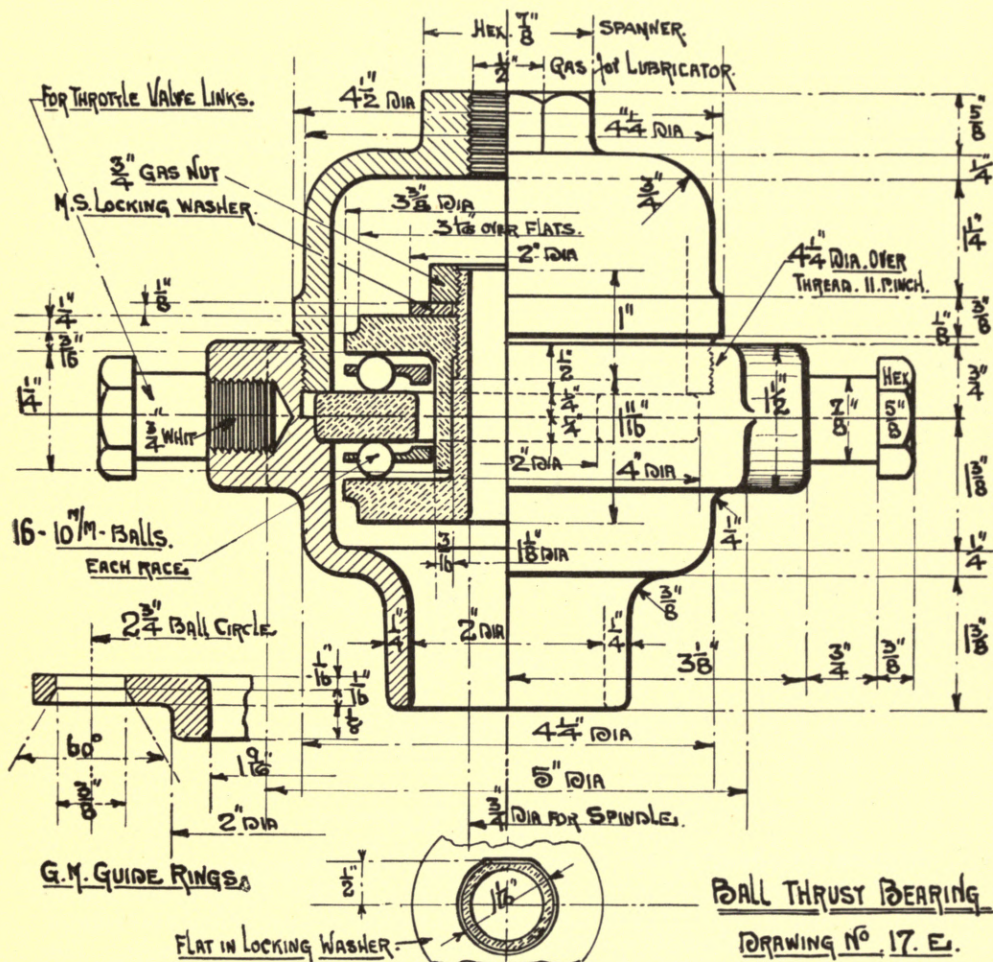 HEX. 7/8" SPANNER.
1/2" GAS for LUBRICATOR.
FOR THROTTLE VALVE LINKS.
4 1/2" DIA
4 1/4" DIA
5/8"
1/4"
3/4" GAS NUT
3/4"
M.S. LOCKING WASHER.
3 3/8" DIA
3 1/16" OVER FLATS.
2" DIA
1 1/4"
4 1/4" DIA. OVER
THREAD. 11. P. INCH.
1/8"
1/4"
1"
3/8"
1/8"
3/16"
1/2"
3/4"
1 1/4"
HEX
1/4"
1/4"
1 11/16"
1 1/2"
7/8"
5/8"
3/4" WHIT
2" DIA
4" DIA
1 3/8"
16-10 M/M-BALLS.
EACH RACE
3/16"
1 1/8" DIA
1/4"
1/4"
3/8"
2 3/4" BALL CIRCLE.
1/4"
2" DIA
1/4"
3 1/8"
3/4"
3/8"
1 3/8"
1/16"
1/16"
1/8"
4 1/4" DIA
60°
1 9/16"
5" DIA
3/8"
2" DIA
3/4" DIA FOR SPINDLE.
G.M. GUIDE RINGS.
1/2"
1 1/16"
BALL THRUST BEARING
FLAT IN LOCKING WASHER.
DRAWING No. 17. E.